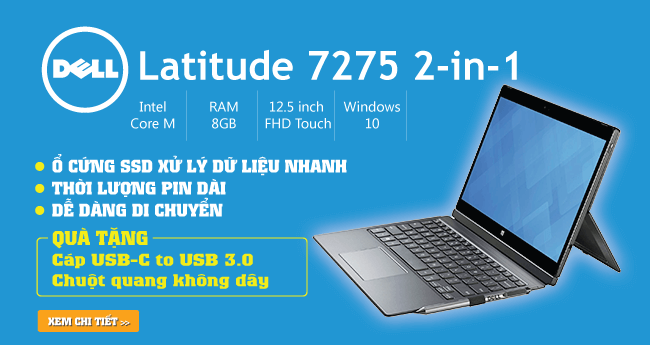 DELL
Latitude 7275 2-in-1
Intel
Core M
RAM
8GB
12.5 inch
FHD Touch
Windows
10
Ổ CỨNG SSD XỬ LÝ DỮ LIỆU NHANH
THỜI LƯỢNG PIN DÀI
DỄ DÀNG DI CHUYỂN
QUÀ TẶNG
Cáp USB-C to USB 3.0
Chuột quang không dây
XEM CHI TIẾT >>